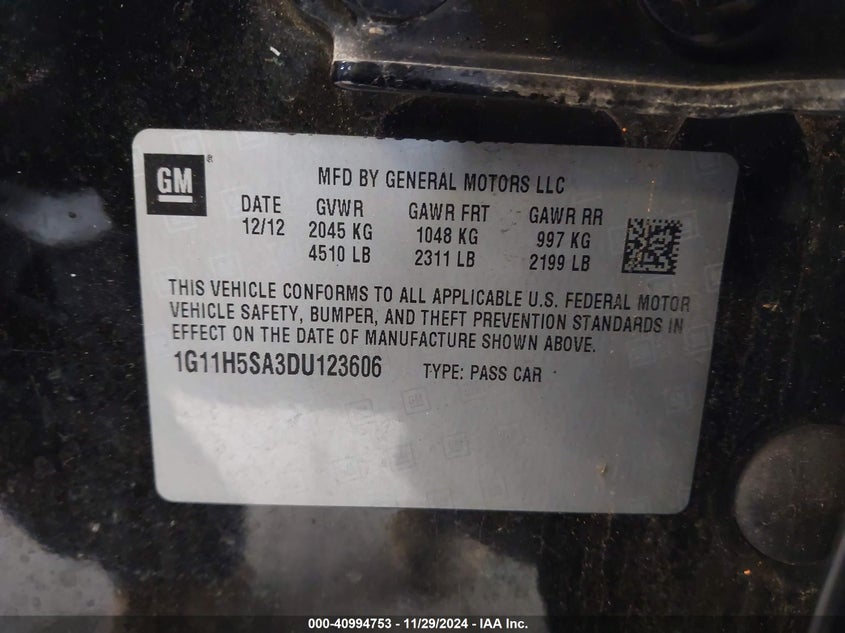 GM
MFD BY GENERAL MOTORS LLC
DATE GVWR GAWR FRT GAWR RR
12/12 2045 KG 1048 KG 997 KG
4510 LB 2311 LB 2199 LB
THIS VEHICLE CONFORMS TO ALL APPLICABLE U.S. FEDERAL MOTOR
VEHICLE SAFETY, BUMPER, AND THEFT PREVENTION STANDARDS IN
EFFECT ON THE DATE OF MANUFACTURE SHOWN ABOVE.
1G11H5SA3DU123606 TYPE: PASS CAR
000-40994753 - 11/29/2024 - IAA Inc.